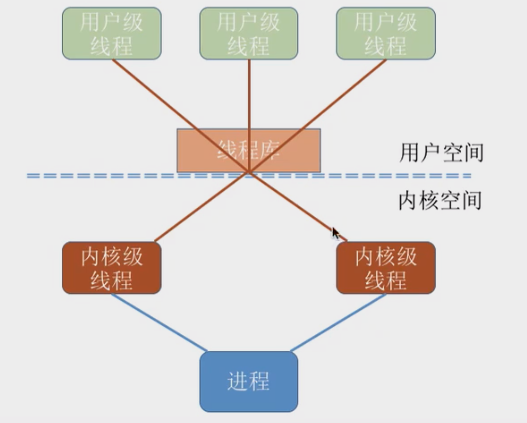 用户级
线程
用户级
线程
用户级
线程
线程库
用户空间
内核空间
内核级
线程
内核级
线程
进程